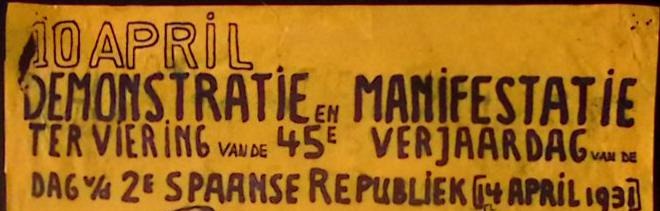 10 APRIL
DEMONSTRATIE EN MANIFESTATIE
TER VIERING VAN DE 45E VERJAARDAG VAN DE
DAG v/d 2E SPAANSE REPUBLIEK [14 APRIL 1931]